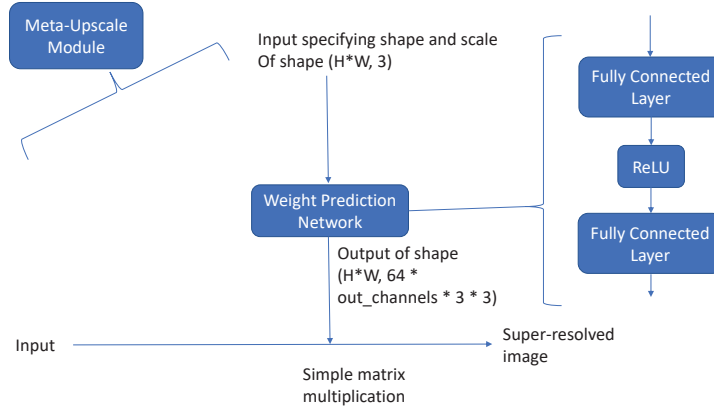 Meta-Upscale
Module
Input specifying shape and scale
Of shape (H*W, 3)
Fully Connected
Layer
ReLU
Weight Prediction
Network
Fully Connected
Layer
Output of shape
(H*W, 64 *
out_channels * 3 * 3)
Input
Super-resolved
image
Simple matrix
multiplication